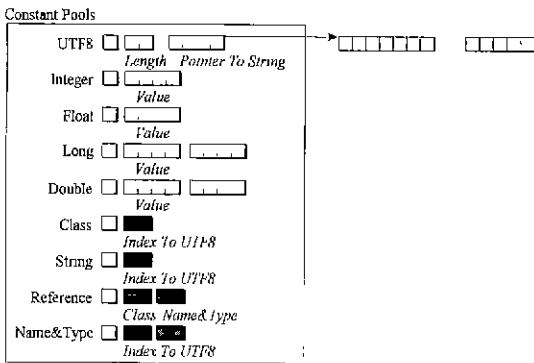 Constant Pools
UTF8
Length Pointer To String
Integer
Value
Float
Value
Long
Value
Double
Value
Class
Index To UTF8
String
Index To UTF8
Reference
Class Name&Type
Name&Type
Index To UTF8